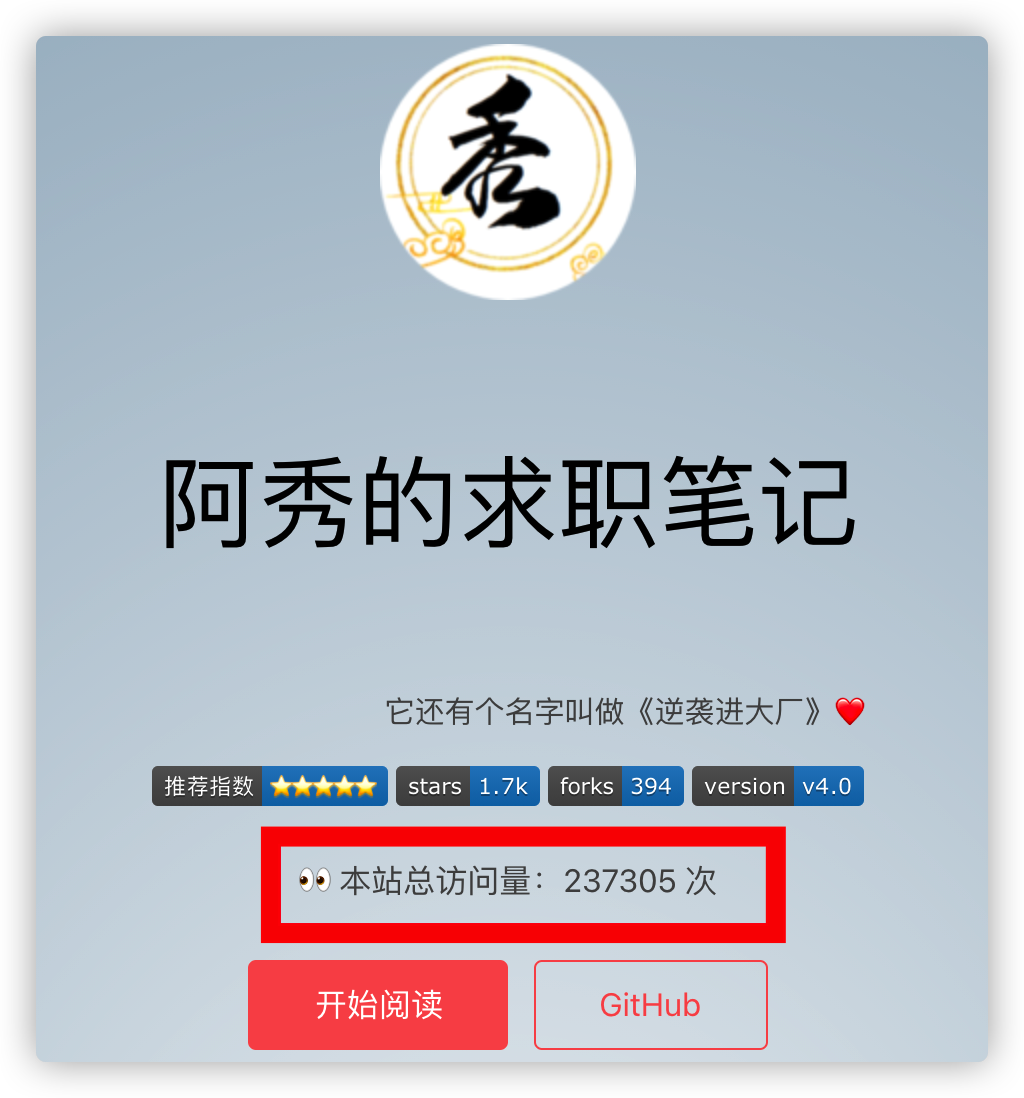 秀
阿秀的求职笔记
它还有个名字叫做《逆袭进大厂》❤️
推荐指数 ⭐⭐⭐⭐⭐ stars 1.7k forks 394 version v4.0
👀 本站总访问量：237305 次
开始阅读 GitHub